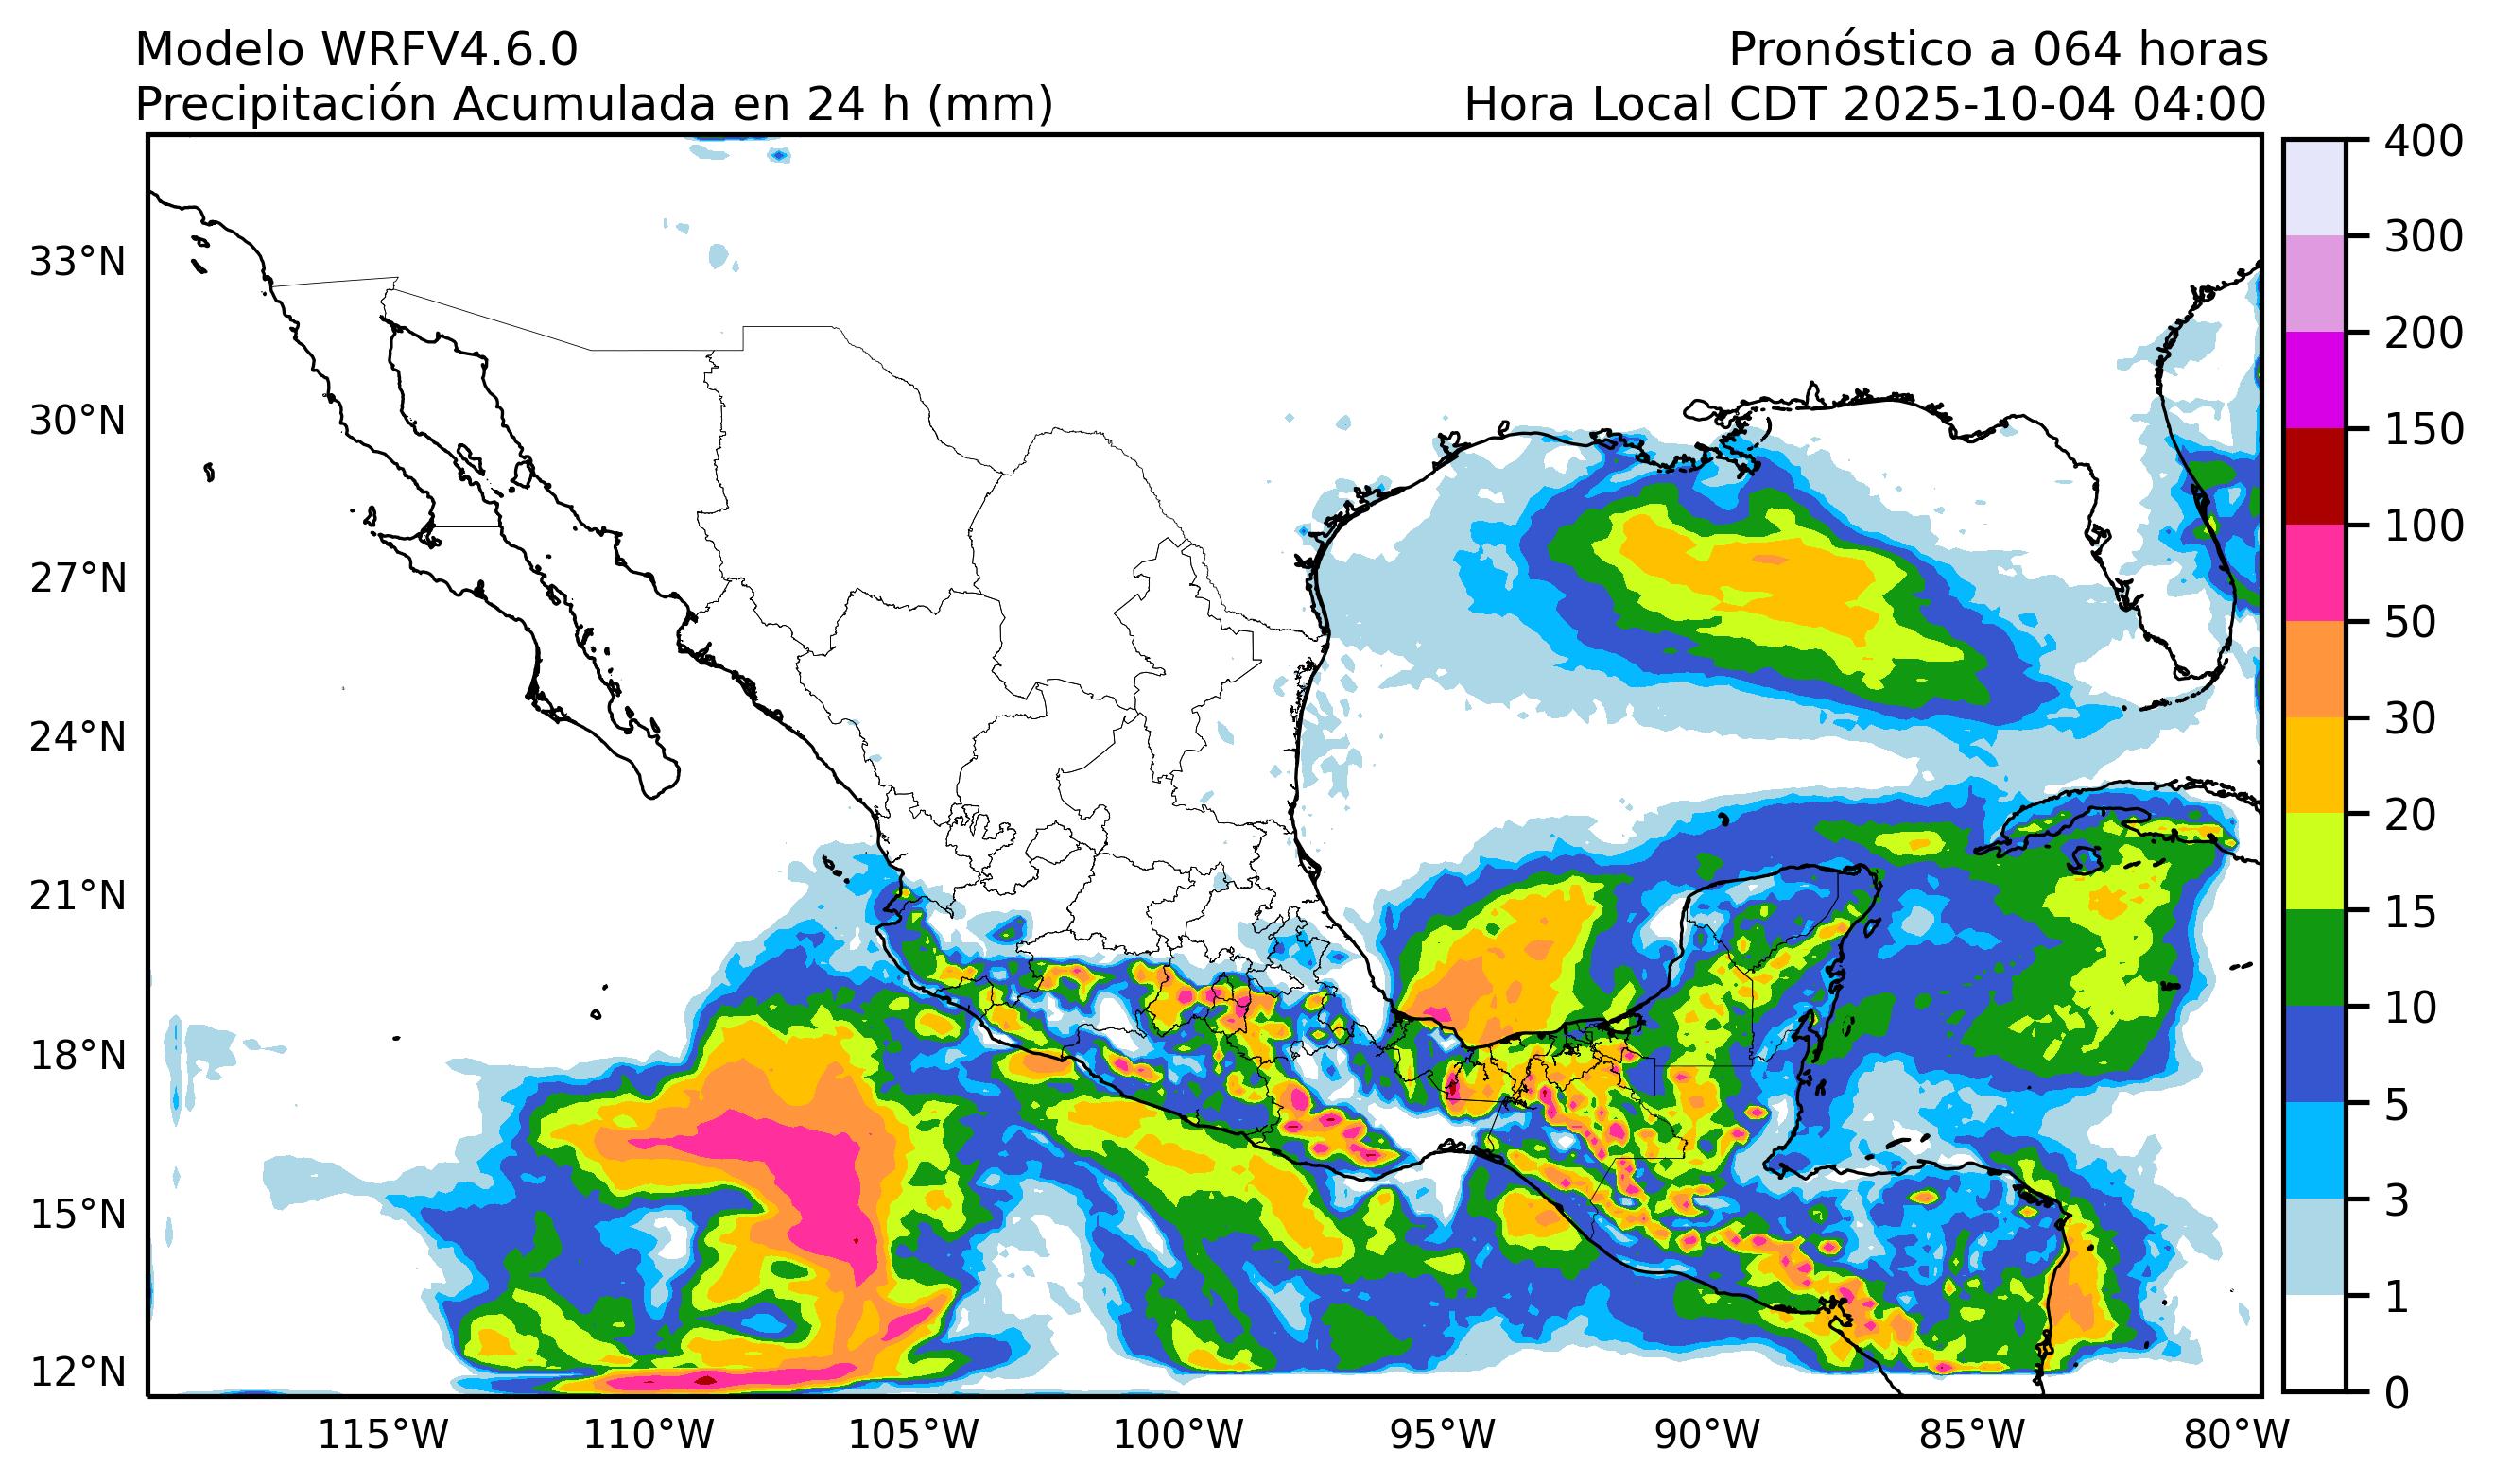 Modelo WRFV4.6.0
Pronóstico a 064 horas
Precipitación Acumulada en 24 h (mm)
Hora Local CDT 2025-10-04 04:00
400
300
200
150
100
50
30
20
15
10
5
3
1
0
33°N
30°N
27°N
24°N
21°N
18°N
15°N
12°N
115°W
110°W
105°W
100°W
95°W
90°W
85°W
80°W